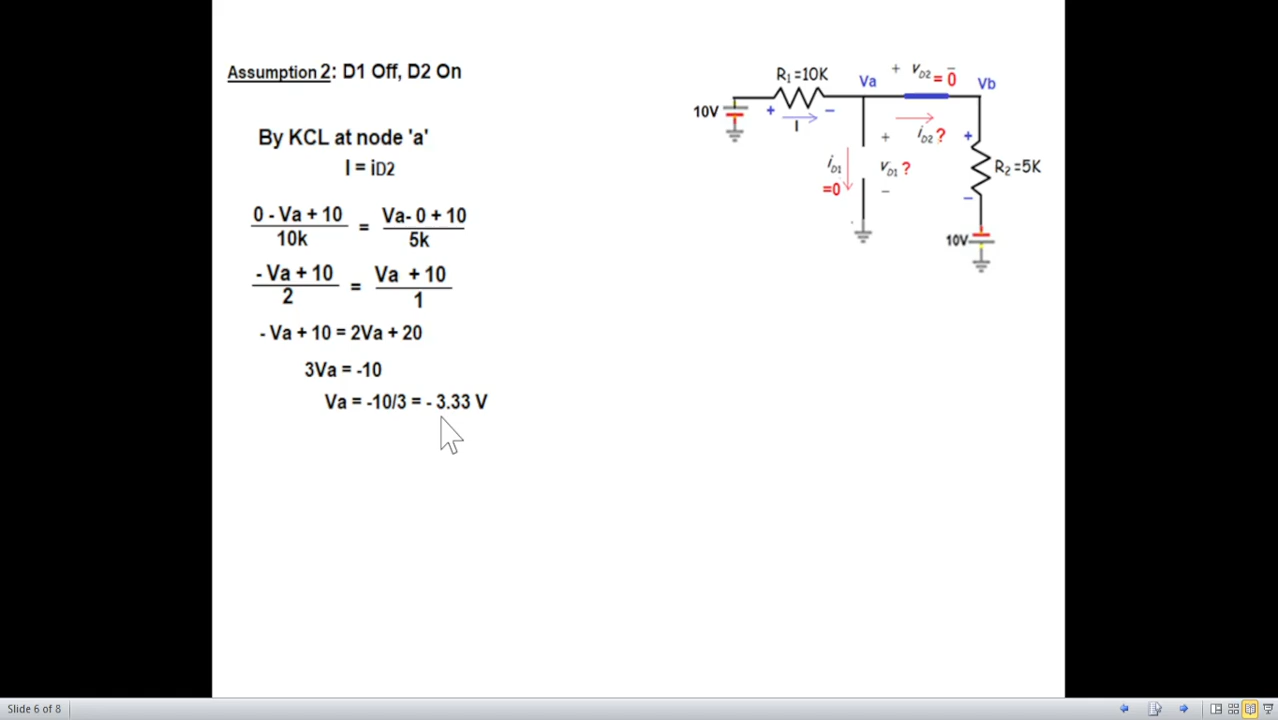 Assumption 2: D1 Off, D2 On
By KCL at node 'a'
I = iD2
0 - Va + 10 = Va- 0 + 10
10k 5k
- Va + 10 = Va + 10
2 1
- Va + 10 = 2Va + 20
3Va = -10
Va = -10/3 = - 3.33 V
R1=10K
Va
+ vD2 = 0 -
Vb
10V
+ -
I
iD2 ?
+
iD1
=0
+
vD1 ?
-
R2=5K
-
10V
Slide 6 of 8